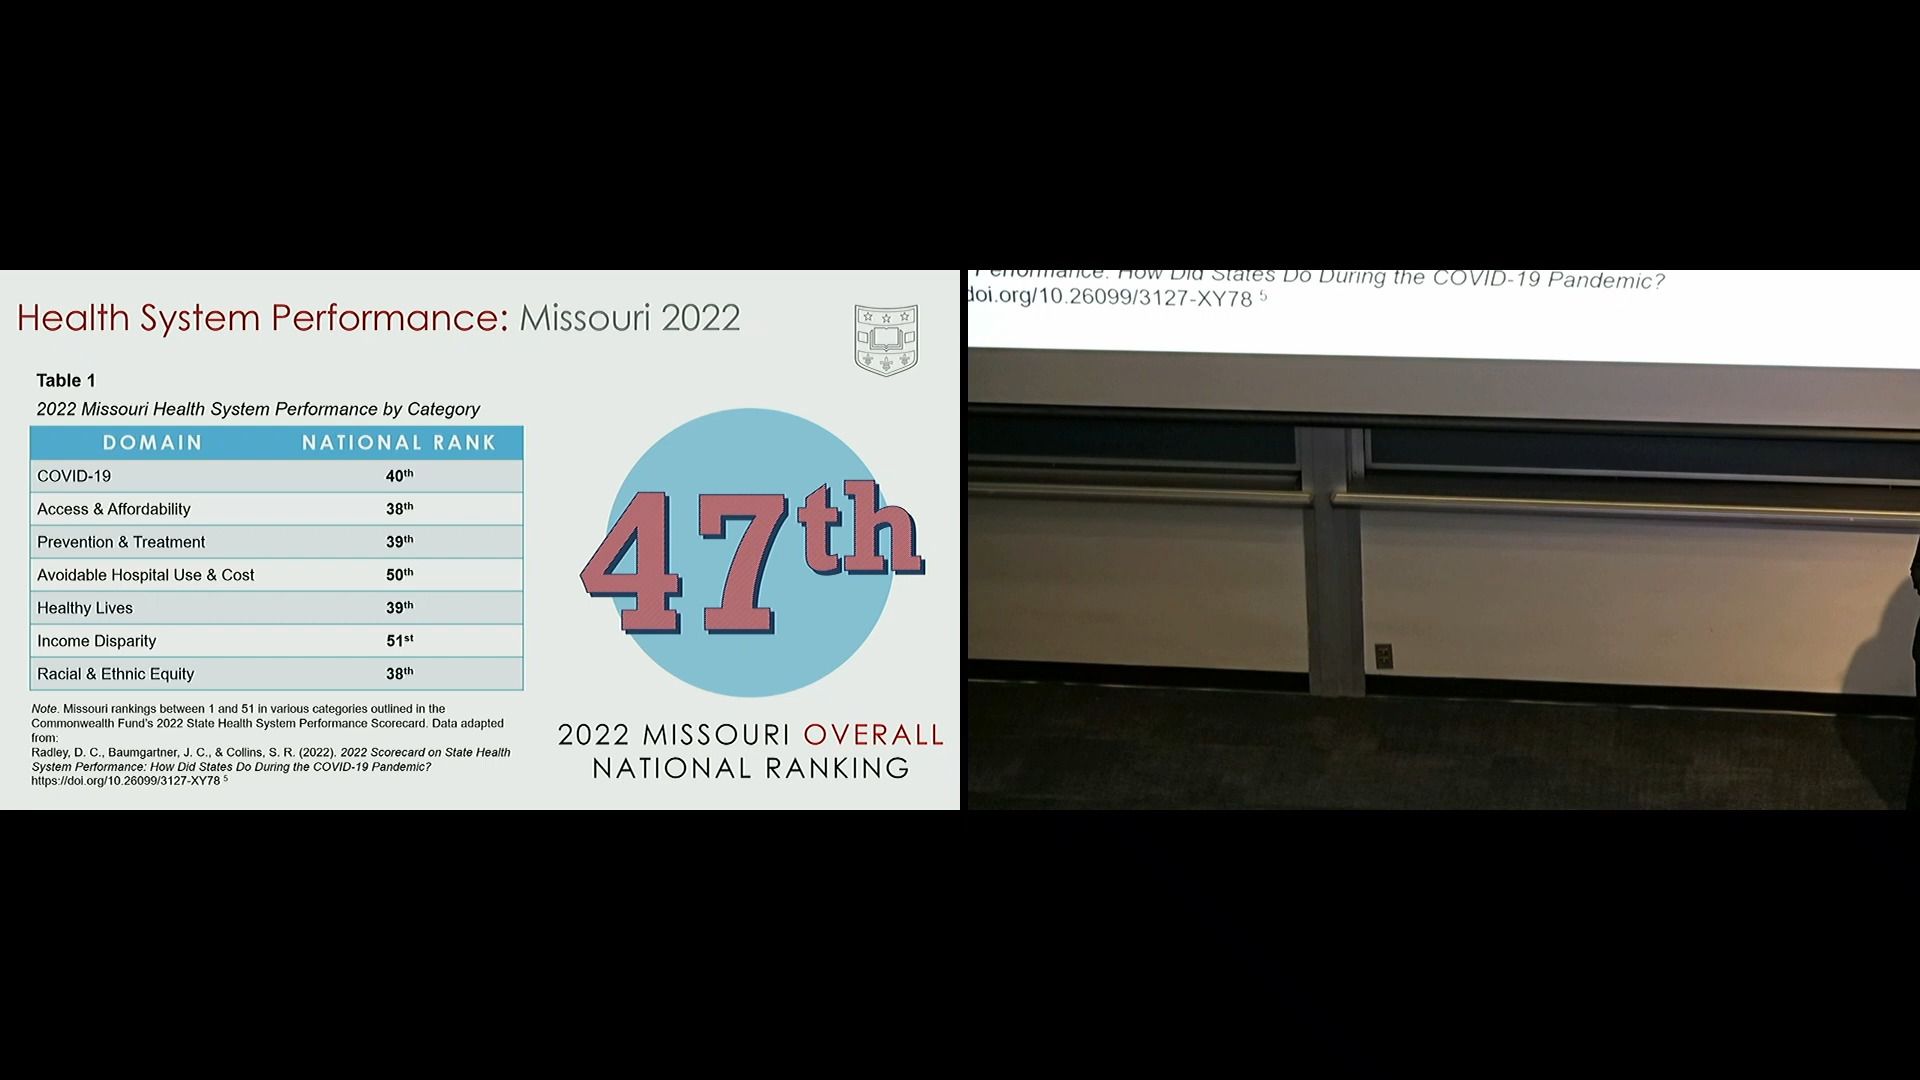 Health System Performance: Missouri 2022
Table 1
2022 Missouri Health System Performance by Category
DOMAIN NATIONAL RANK
COVID-19 40th
Access & Affordability 38th
Prevention & Treatment 39th
Avoidable Hospital Use & Cost 50th
Healthy Lives 39th
Income Disparity 51st
Racial & Ethnic Equity 38th
Note. Missouri rankings between 1 and 51 in various categories outlined in the
Commonwealth Fund's 2022 State Health System Performance Scorecard. Data adapted
from:
Radley, D. C., Baumgartner, J. C., & Collins, S. R. (2022). 2022 Scorecard on State Health
System Performance: How Did States Do During the COVID-19 Pandemic?
https://doi.org/10.26099/3127-XY78 5
47th
2022 MISSOURI OVERALL
NATIONAL RANKING
Performance: How Did States Do During the COVID-19 Pandemic?
doi.org/10.26099/3127-XY78 5